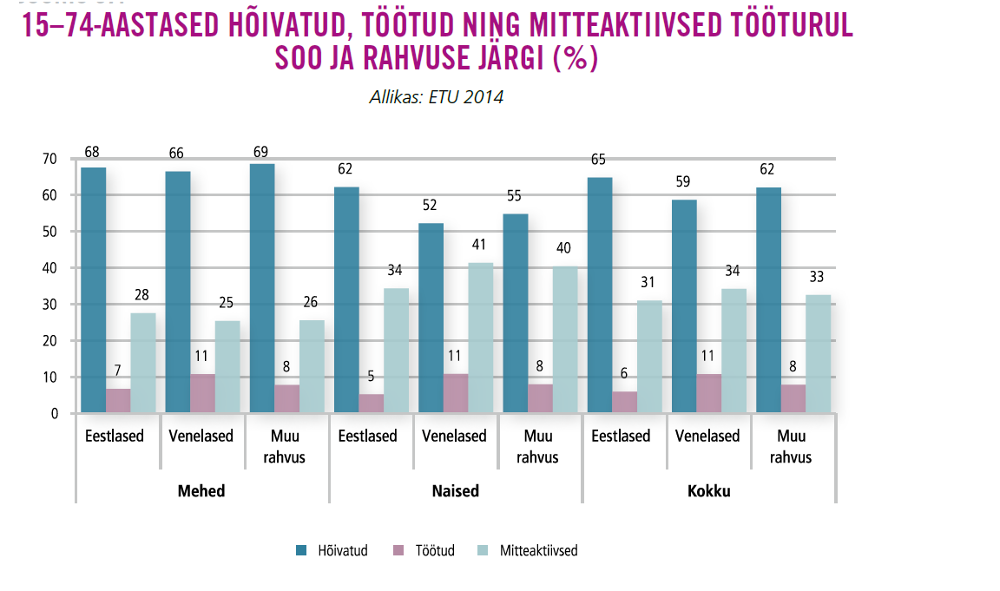 15–74-AASTASED HÕIVATUD, TÖÖTUD NING MITTEAKTIIVSED TÖÖTURUL
SOO JA RAHVUSE JÄRGI (%)
Allikas: ETU 2014
70
60
50
40
30
20
10
0
68 7 28 66 11 25 69 8 26 62 5 34 52 11 41 55 8 40 65 6 31 59 11 34 62 8 33
Eestlased Venelased Muu rahvus Eestlased Venelased Muu rahvus Eestlased Venelased Muu rahvus
Mehed Naised Kokku
Hõivatud Töötud Mitteaktiivsed